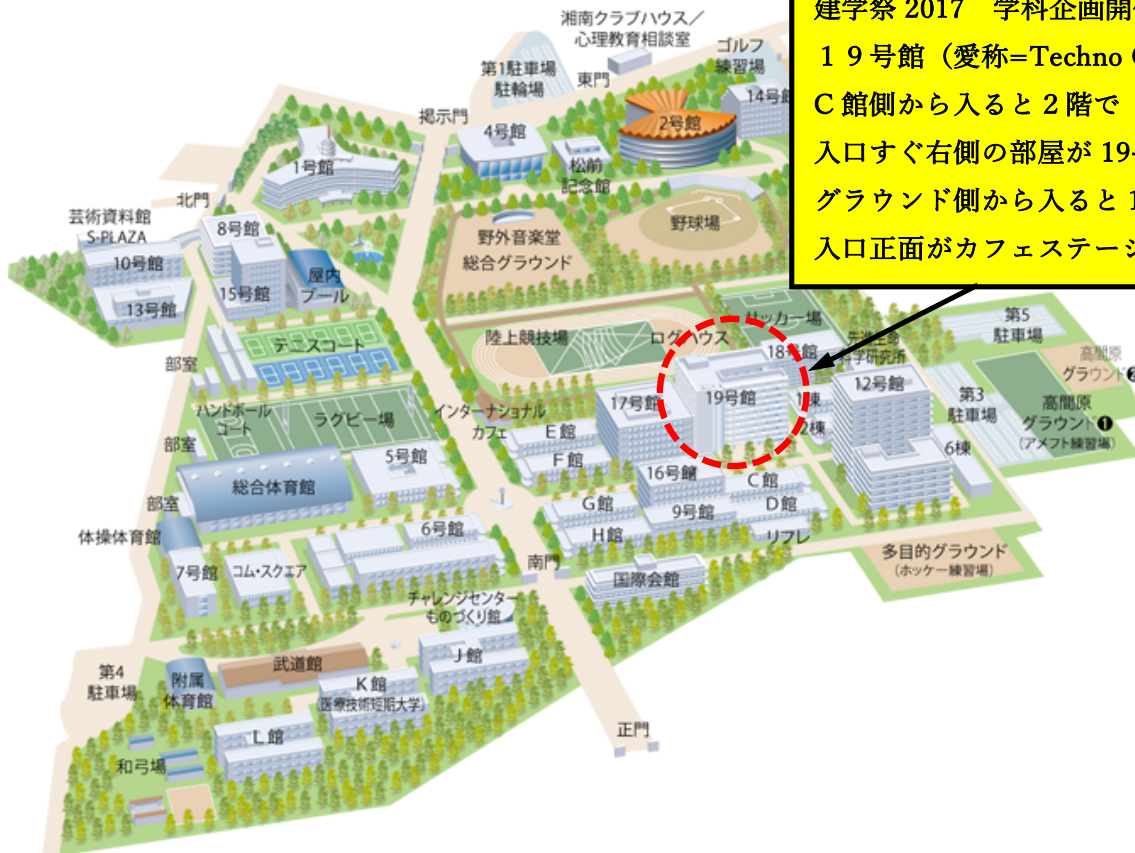 建学祭 2017　学科企画開
１９号館（愛称=Techno
C 館側から入ると２階で
入口すぐ右側の部屋が 19-
グラウンド側から入ると 1
入口正面がカフェステージ
湘南クラブハウス／
心理教育相談室
ゴルフ
練習場
第1駐車場
駐輪場
東門
14号館
掲示門
4号館
2号館
松前
記念館
1号館
北門
芸術資料館
S-PLAZA
8号館
10号館
屋内
プール
15号館
13号館
野外音楽堂
総合グラウンド
野球場
第5
駐車場
サッカー場
陸上競技場
ログハウス
18号館
先進生命
科学研究所
高間原
グラウンド❷
テニスコート
部室
12号館
第3
駐車場
高間原
グラウンド❶
(アメフト練習場)
19号館
1棟
2棟
17号館
インターナショナル
カフェ
ハンドボール
コート
ラグビー場
E館
F館
部室
5号館
6棟
16号館
C館
総合体育館
D館
G館
9号館
部室
H館
リフレ
体操体育館
6号館
南門
多目的グラウンド
(ホッケー練習場)
7号館
コム・スクエア
国際会館
チャレンジセンター
ものづくり館
J館
武道館
第4
駐車場
附属
体育館
K館
(医療技術短期大学)
正門
L館
和弓場